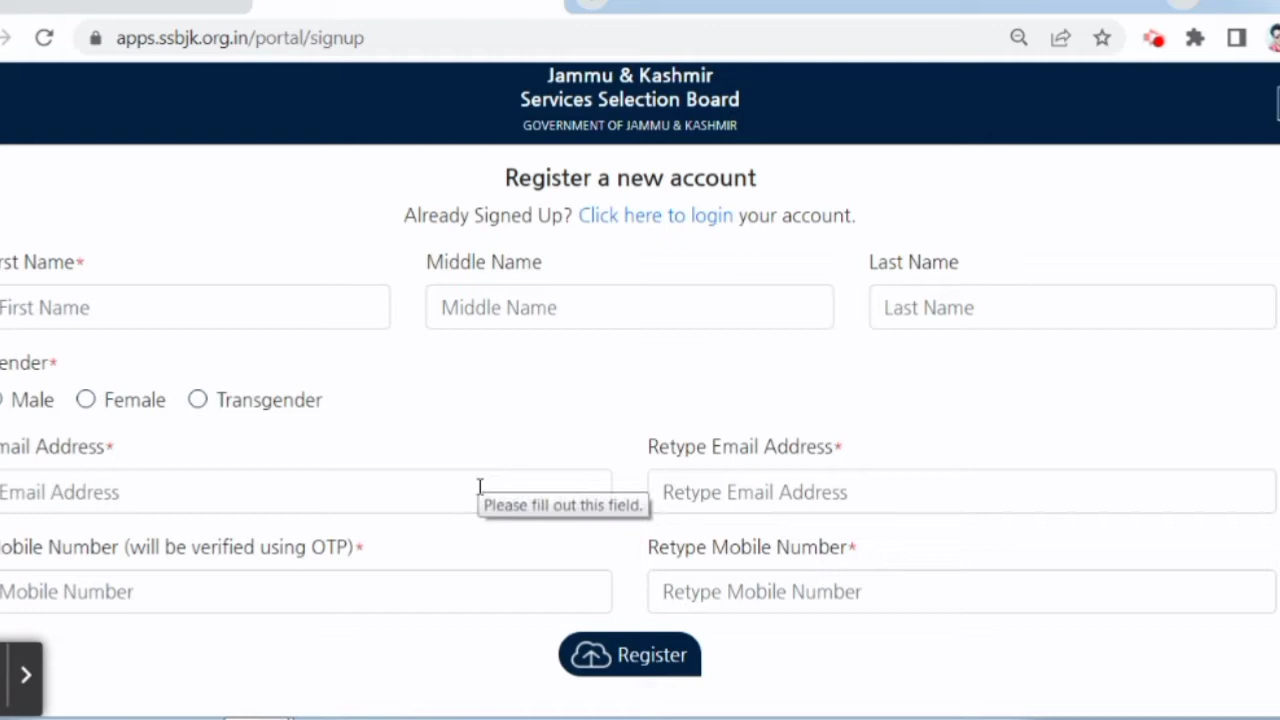 apps.ssbjk.org.in/portal/signup
Jammu & Kashmir
Services Selection Board
GOVERNMENT OF JAMMU & KASHMIR
Register a new account
Already Signed Up? Click here to login your account.
rst Name* Middle Name Last Name
First Name Middle Name Last Name
ender*
Male Female Transgender
mail Address* Retype Email Address*
Email Address Retype Email Address
Please fill out this field.
obile Number (will be verified using OTP)* Retype Mobile Number*
Mobile Number Retype Mobile Number
Register